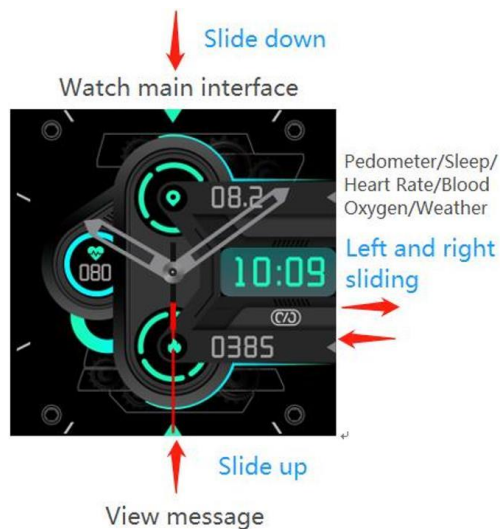 Slide down
Watch main interface
08.2
Pedometer/Sleep/
Heart Rate/Blood
Oxygen/Weather
080
10:09
Left and right
sliding
0385
Slide up
View message